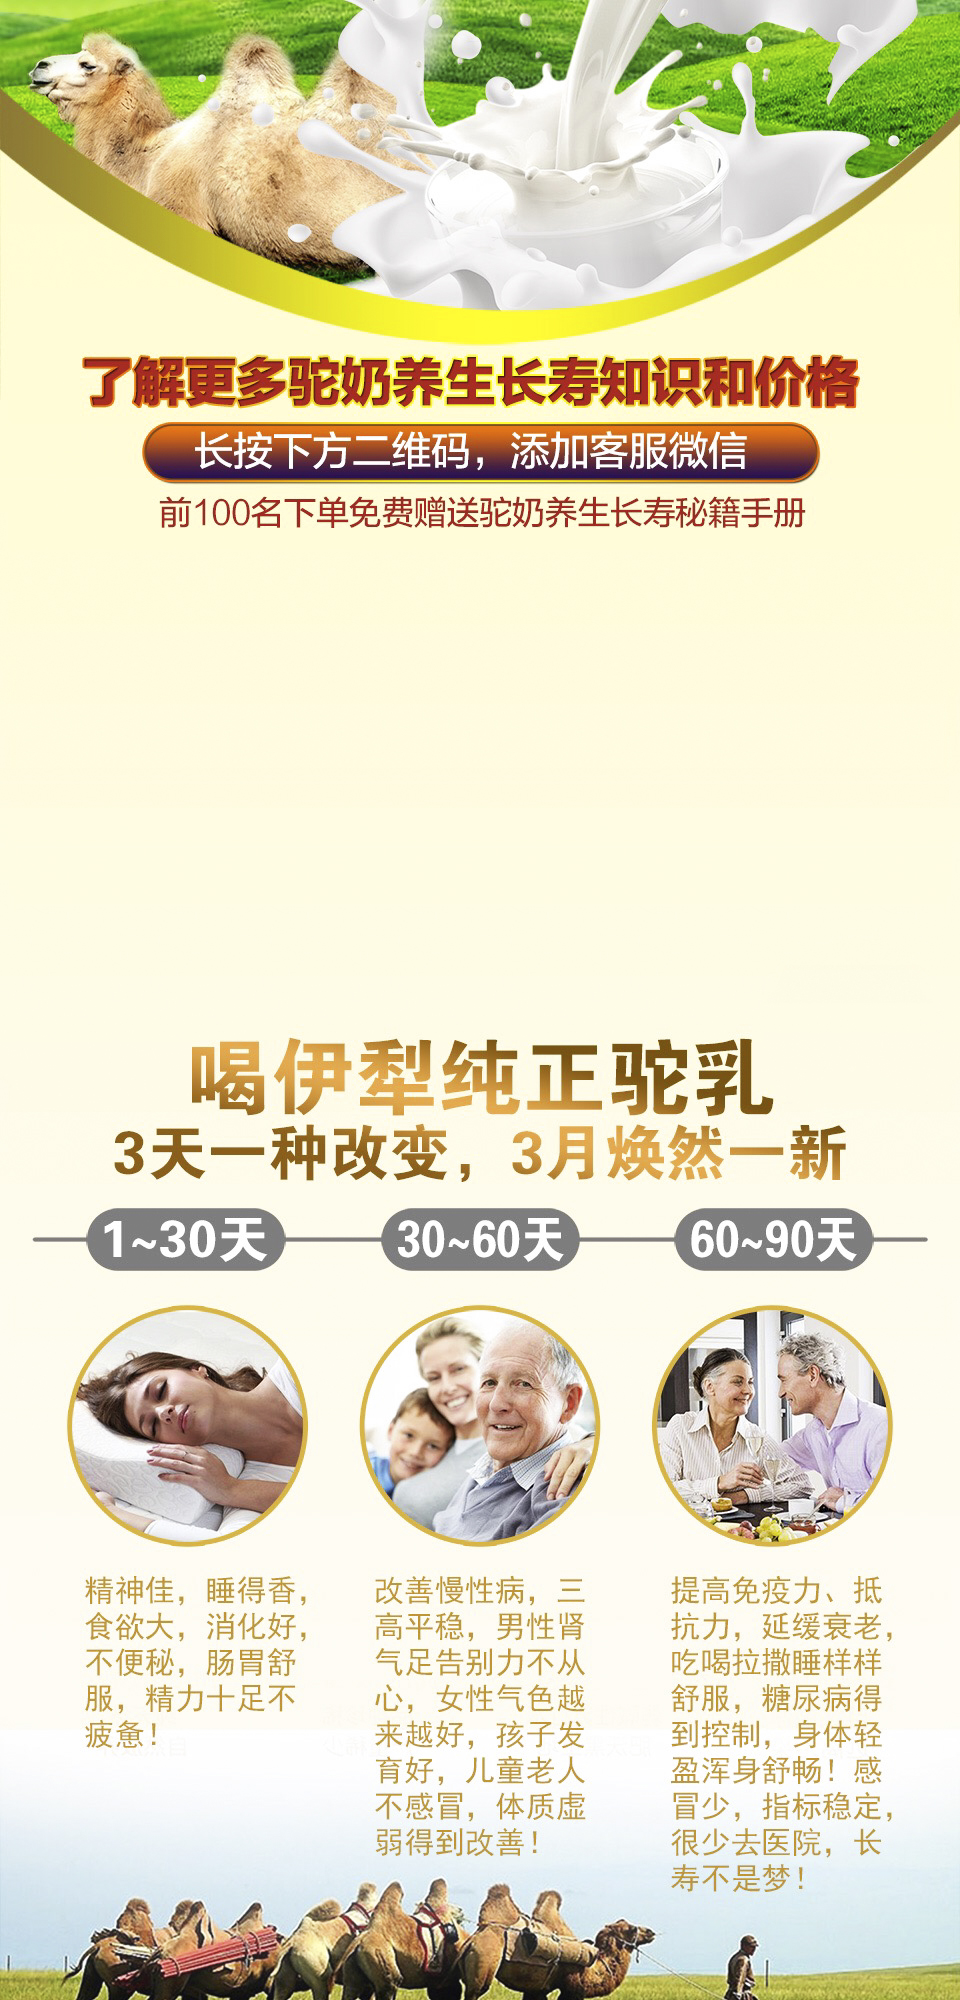 了解更多驼奶养生长寿知识和价格
长按下方二维码，添加客服微信
前100名下单免费赠送驼奶养生长寿秘籍手册
喝伊犁纯正驼乳
3天一种改变，3月焕然一新
1~30天
30~60天
60~90天
精神佳，睡得香，
食欲大，消化好，
不便秘，肠胃舒
服，精力十足不
疲惫！
改善慢性病，三
高平稳，男性肾
气足告别力不从
心，女性气色越
来越好，孩子发
育好，儿童老人
不感冒，体质虚
弱得到改善！
提高免疫力、抵
抗力，延缓衰老，
吃喝拉撒睡样样
舒服，糖尿病得
到控制，身体轻
盈浑身舒畅！感
冒少，指标稳定，
很少去医院，长
寿不是梦！